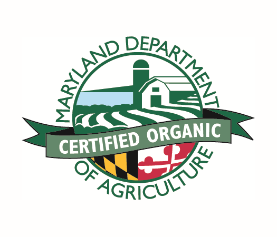 MARYLAND DEPARTMENT
CERTIFIED ORGANIC
OF AGRICULTURE